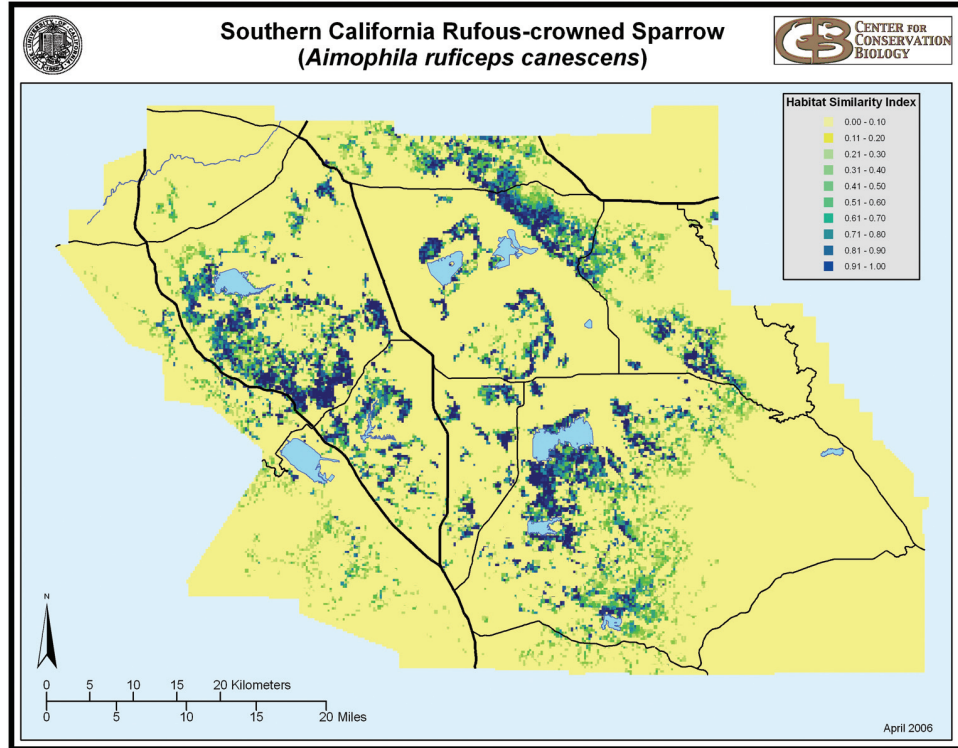 Southern California Rufous-crowned Sparrow
(Aimophila ruficeps canescens)
CENTER FOR
CONSERVATION
BIOLOGY
Habitat Similarity Index
0.00 - 0.10
0.11 - 0.20
0.21 - 0.30
0.31 - 0.40
0.41 - 0.50
0.51 - 0.60
0.61 - 0.70
0.71 - 0.80
0.81 - 0.90
0.91 - 1.00
N
0 5 10 15 20 Kilometers
0 5 10 15 20 Miles
April 2006